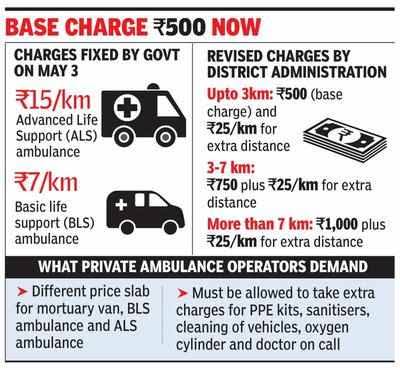 BASE CHARGE ₹500 NOW
CHARGES FIXED BY GOVT
ON MAY 3
₹15/km
Advanced Life
Support (ALS)
ambulance
₹7/km
Basic life
support (BLS)
ambulance
REVISED CHARGES BY
DISTRICT ADMINISTRATION
Upto 3km: ₹500 (base
charge) and
₹25/km for
extra distance
3-7 km:
₹750 plus ₹25/km for extra
distance
More than 7 km: ₹1,000 plus
₹25/km for extra distance
WHAT PRIVATE AMBULANCE OPERATORS DEMAND
➤ Different price slab
for mortuary van, BLS
ambulance and ALS
ambulance
➤ Must be allowed to take extra
charges for PPE kits, sanitisers,
cleaning of vehicles, oxygen
cylinder and doctor on call